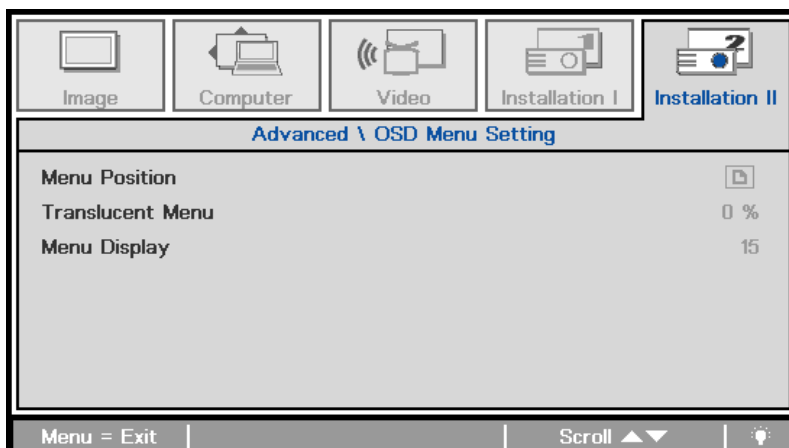 Image Computer Video Installation I Installation II
Advanced \ OSD Menu Setting
Menu Position
Translucent Menu 0 %
Menu Display 15
Menu = Exit Scroll ▲▼